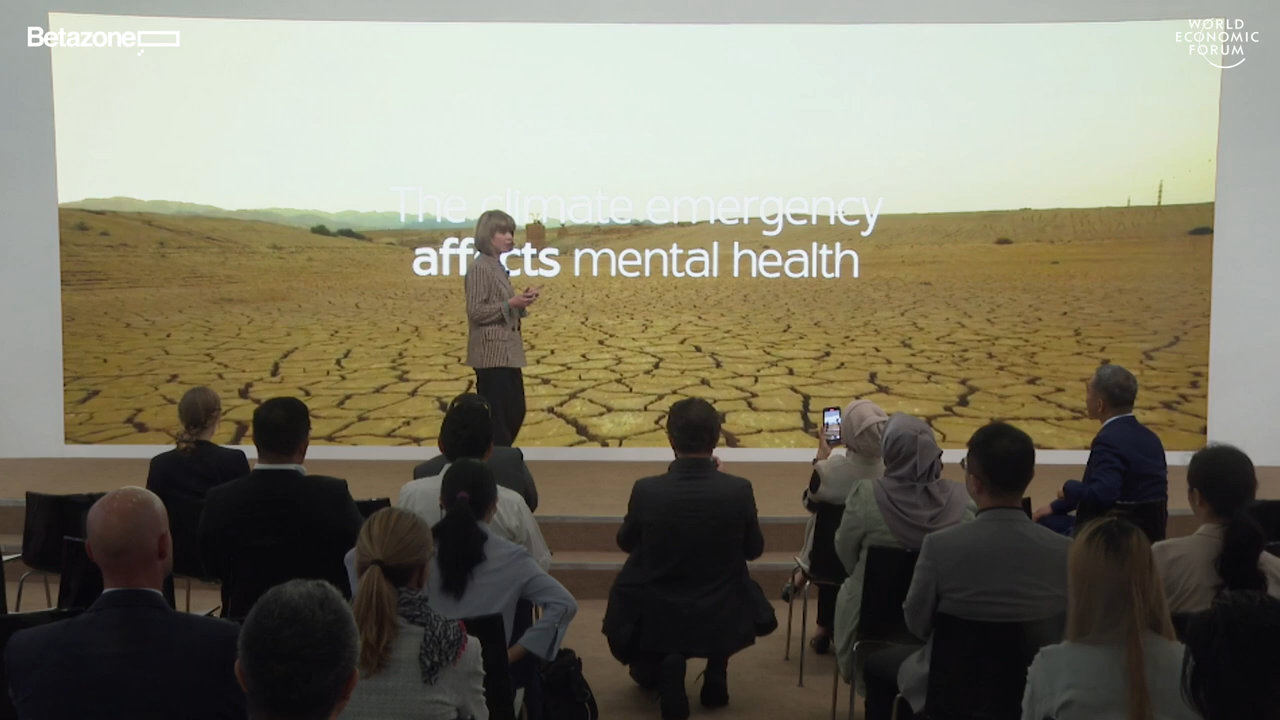 Betazone
WORLD
ECONOMIC
FORUM
The climate emergency
affects mental health